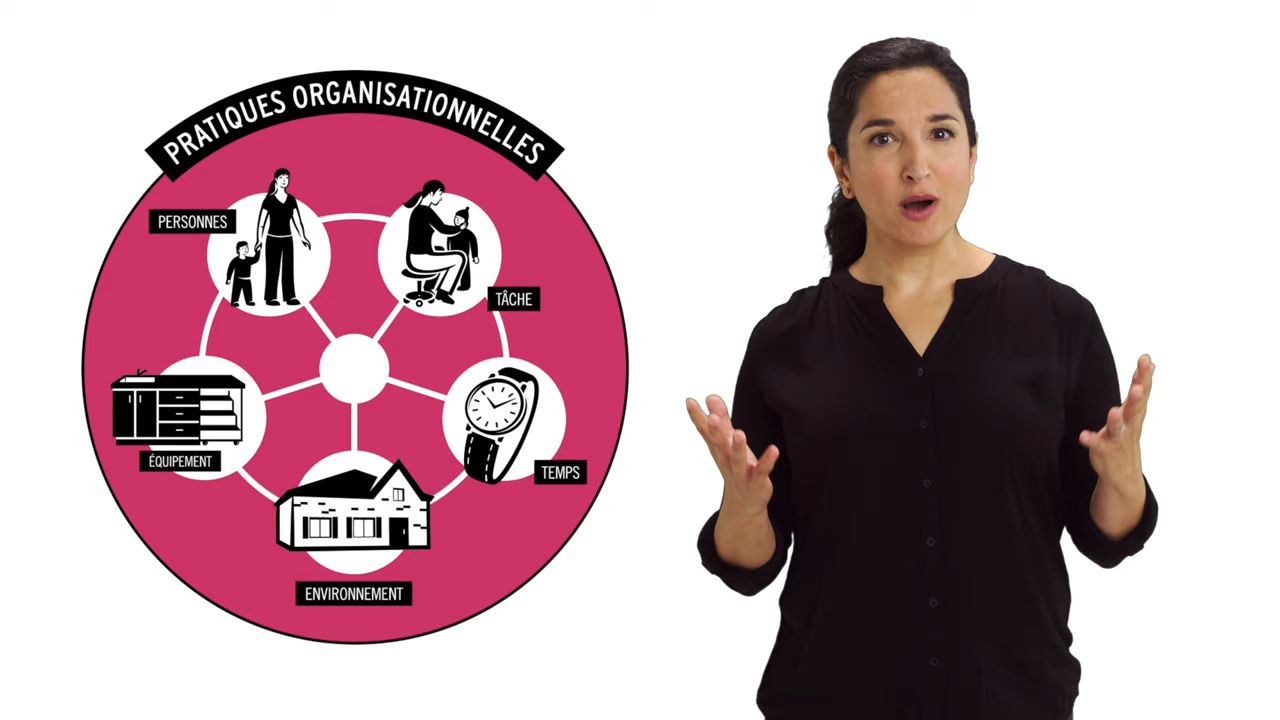 PRATIQUES ORGANISATIONNELLES
PERSONNES
TÂCHE
ÉQUIPEMENT
TEMPS
ENVIRONNEMENT